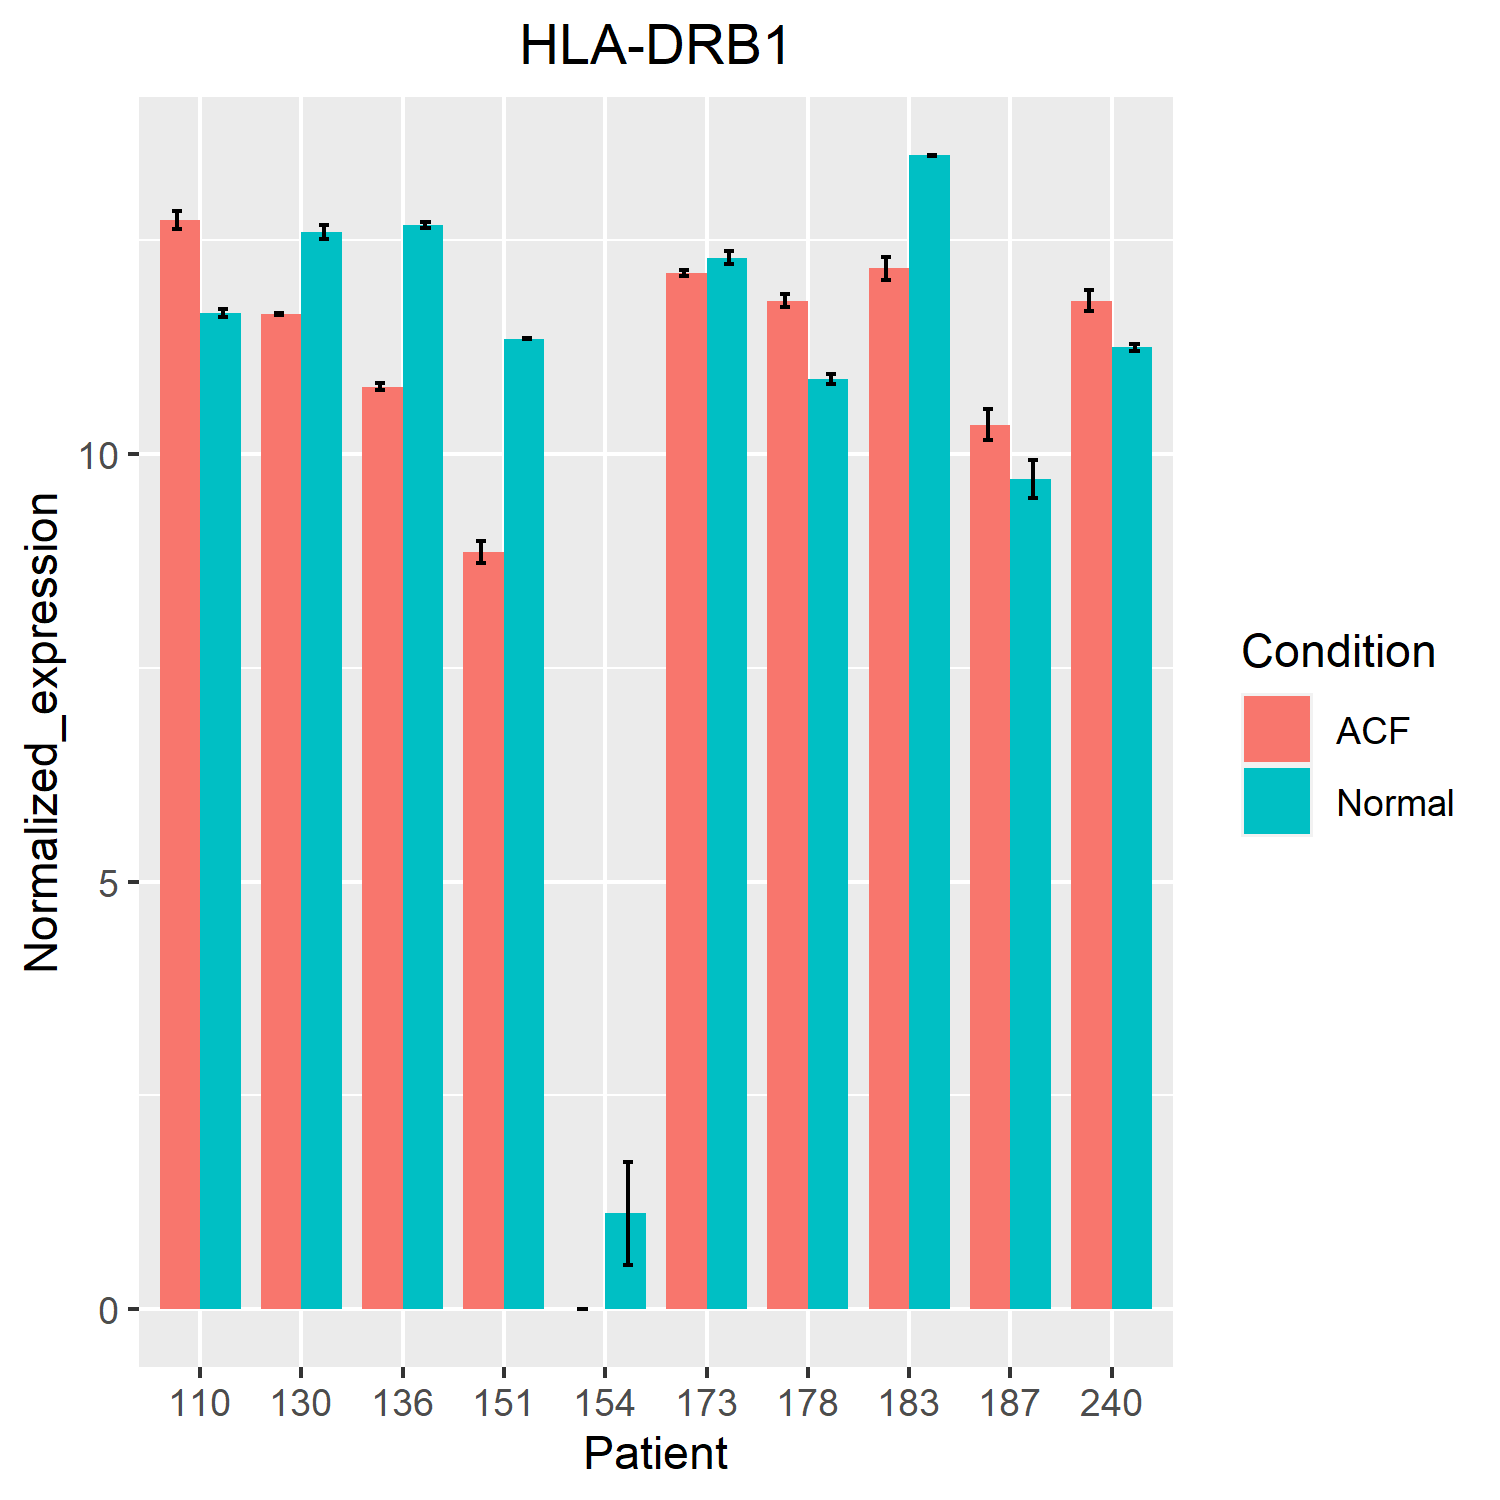 HLA-DRB1
Normalized_expression
10
5
0
110 130 136 151 154 173 178 183 187 240
Patient
Condition
ACF
Normal